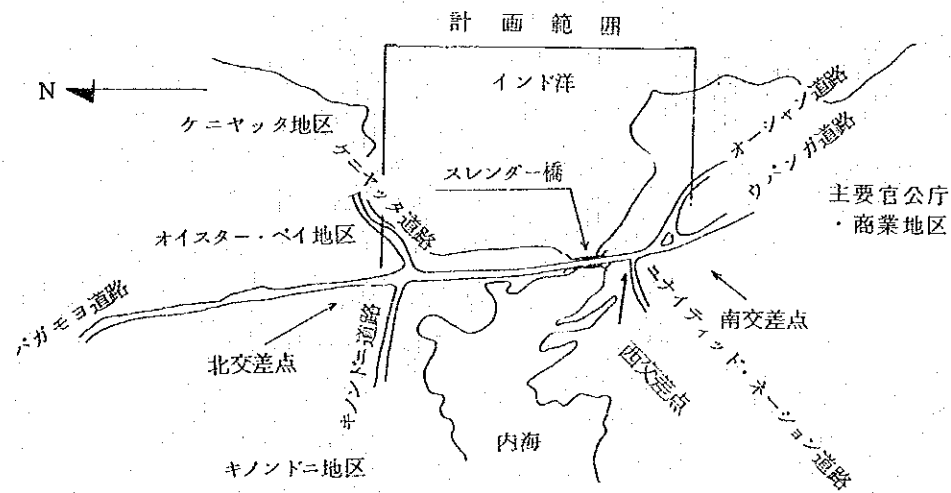 計画範囲
インド洋
N
ケニヤッタ地区
ケニヤッタ道路
スレンダー橋
オーシャン道路
ウパンガ道路
主要官公庁
・商業地区
オイスター・ベイ地区
バガモヨ道路
北交差点
キノンドニ道路
西交差点
南交差点
ユナイティッド・ネーション道路
内海
キノンドニ地区